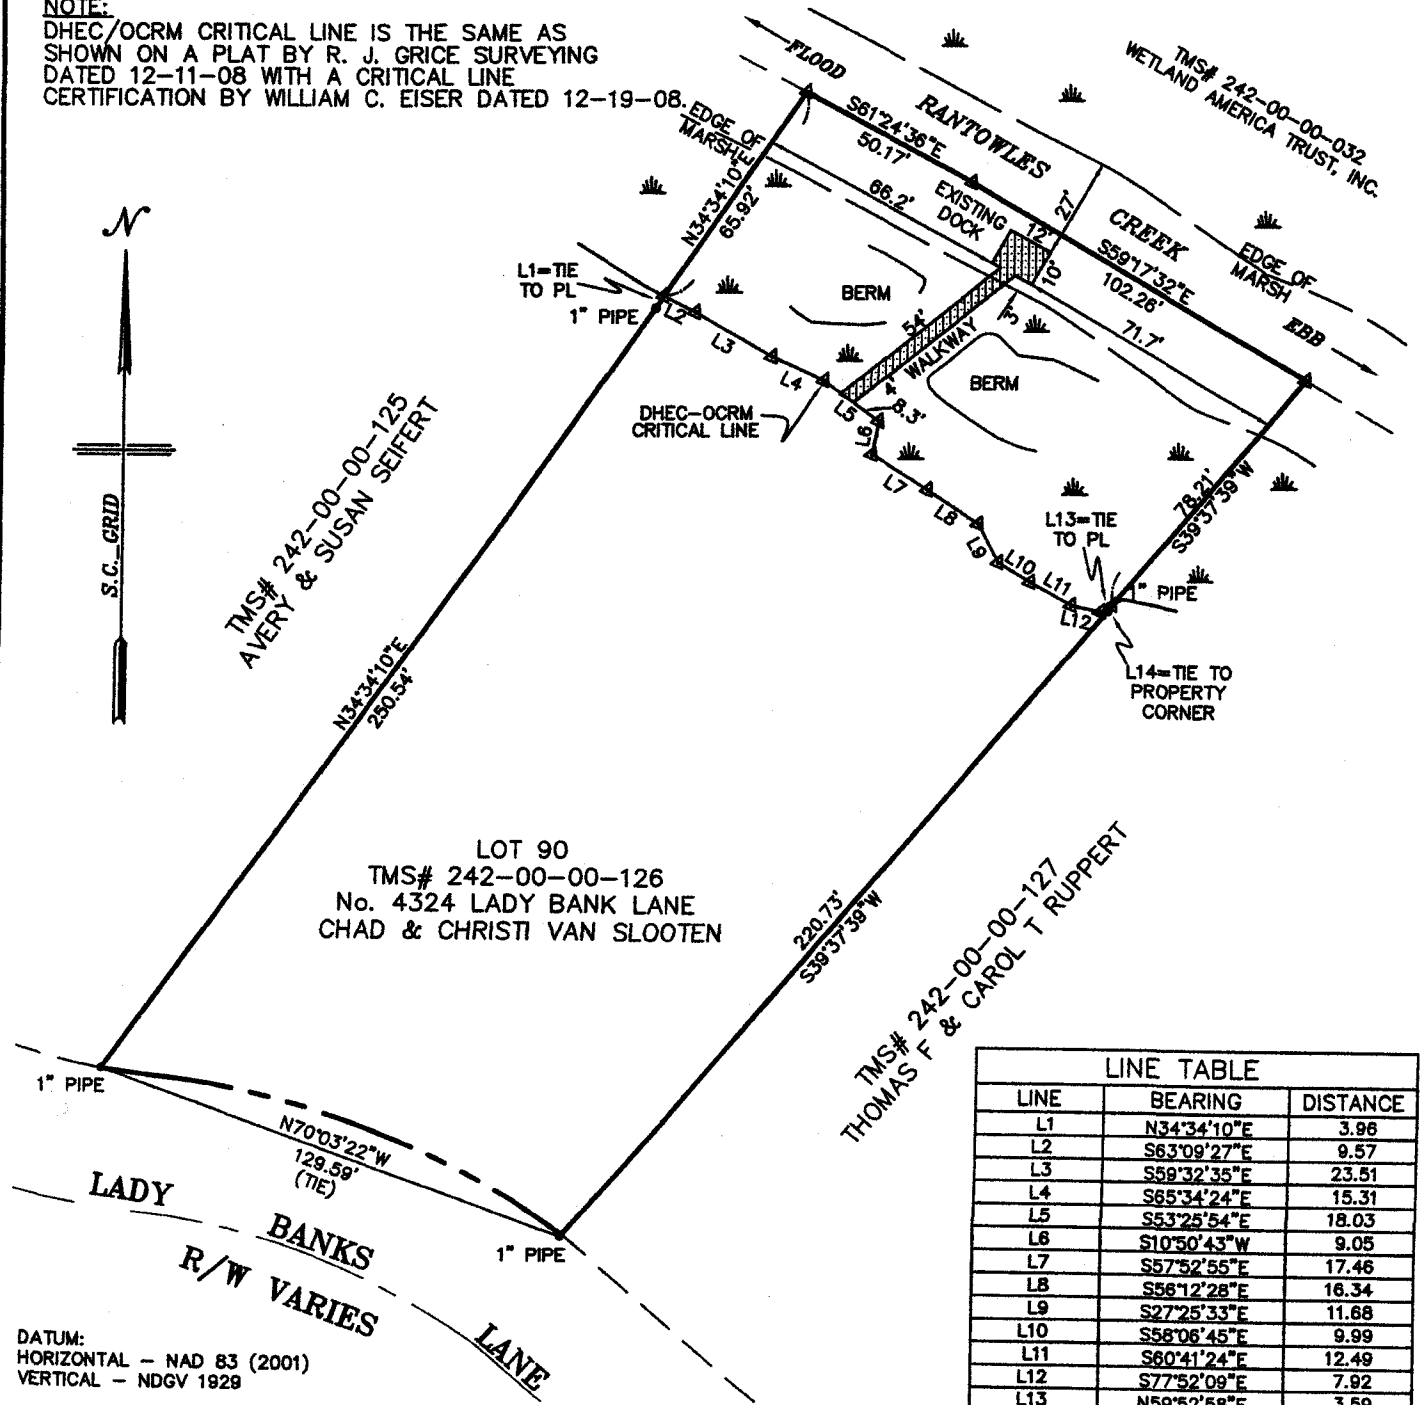 NOTE:
DHEC/OCRM CRITICAL LINE IS THE SAME AS
SHOWN ON A PLAT BY R. J. GRICE SURVEYING
DATED 12-11-08 WITH A CRITICAL LINE
CERTIFICATION BY WILLIAM C. EISER DATED 12-19-08.
FLOOD
RANTOWLES
CREEK
EBB
TMS# 242-00-00-032
WETLAND AMERICA TRUST, INC.
EDGE OF
MARSH
S61°24'36"E
50.17'
EDGE OF
MARSH
S59°17'32"E
102.26'
27'
12'
10'
EXISTING
DOCK
66.2'
71.7'
N34°34'10"E
65.92'
N
S.C. GRID
L1=TIE
TO PL
1" PIPE
L2
L3
L4
L5
L6
L7
L8
L9
L10
L11
L12
BERM
54'
4' WALKWAY
BERM
8.3'
DHEC-OCRM
CRITICAL LINE
L13=TIE
TO PL
78.21'
S39°37'39"W
1" PIPE
L14=TIE TO
PROPERTY
CORNER
TMS# 242-00-00-125
AVERY & SUSAN SEIFERT
N34°34'10"E
250.54'
LOT 90
TMS# 242-00-00-126
No. 4324 LADY BANK LANE
CHAD & CHRISTI VAN SLOOTEN
220.73'
S39°37'39"W
TMS# 242-00-00-127
THOMAS F & CAROL T RUPPERT
1" PIPE
N70°03'22"W
129.59'
(TIE)
1" PIPE
LADY
BANKS
LANE
R/W VARIES
DATUM:
HORIZONTAL - NAD 83 (2001)
VERTICAL - NDGV 1929
LINE TABLE
LINE BEARING DISTANCE
L1 N34°34'10"E 3.96
L2 S63°09'27"E 9.57
L3 S59°32'35"E 23.51
L4 S65°34'24"E 15.31
L5 S53°25'54"E 18.03
L6 S10°50'43"W 9.05
L7 S57°52'55"E 17.46
L8 S56°12'28"E 16.34
L9 S27°25'33"E 11.68
L10 S58°06'45"E 9.99
L11 S60°41'24"E 12.49
L12 S77°52'09"E 7.92
L13 N59°52'58"E 3.59